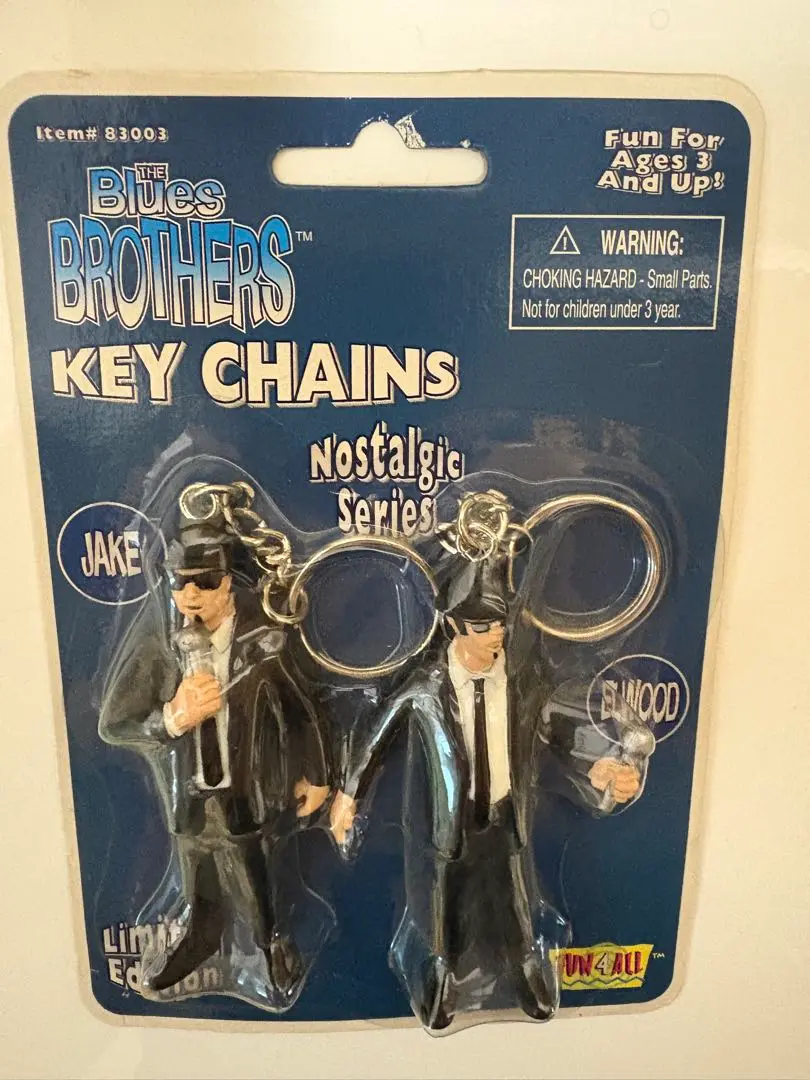 Item# 83003
Fun For
Ages 3
And Up!
THE
Blues
BROTHERS™
⚠ WARNING:
CHOKING HAZARD - Small Parts.
Not for children under 3 year.
KEY CHAINS
Nostalgic
Series
JAKE
ELWOOD
Limit
Edition
FUN4ALL™